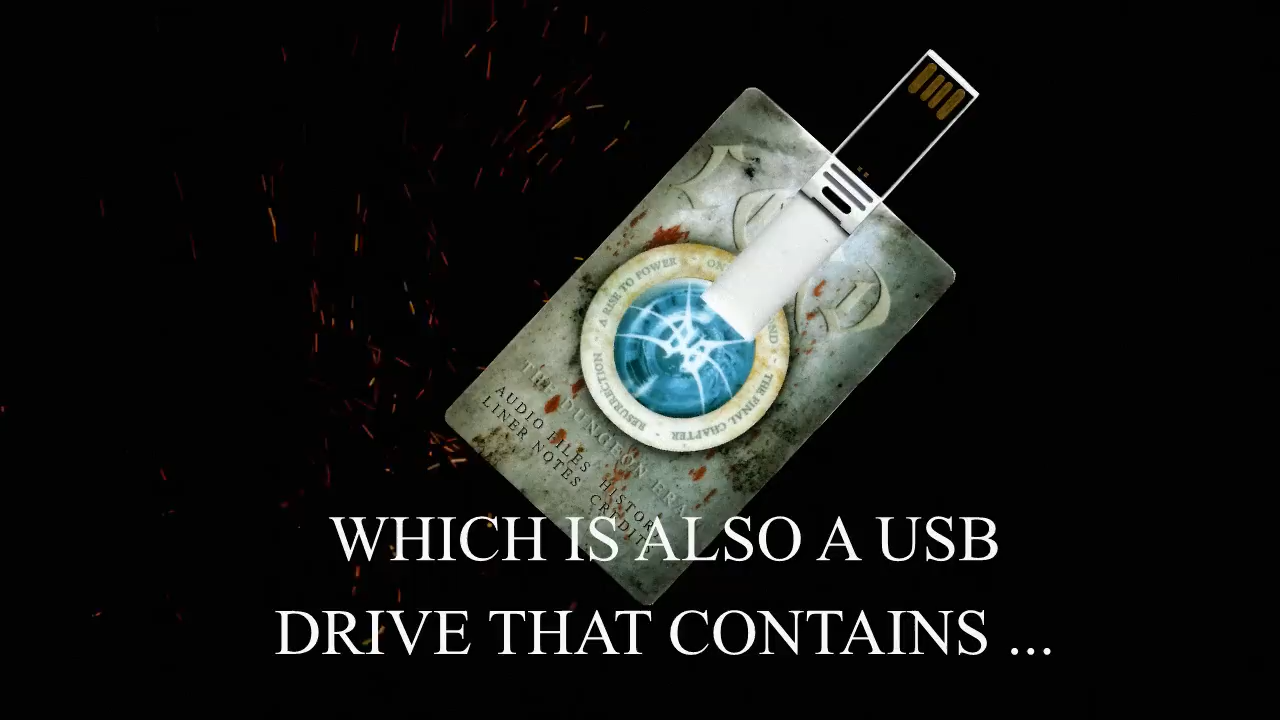 A RISE TO POWER · ON
THE FINAL CHAPTER · RESURRECTION ·
THE DUNGEON ERA
AUDIO FILES HISTORY
LINER NOTES CREDITS
WHICH IS ALSO A USB
DRIVE THAT CONTAINS ...